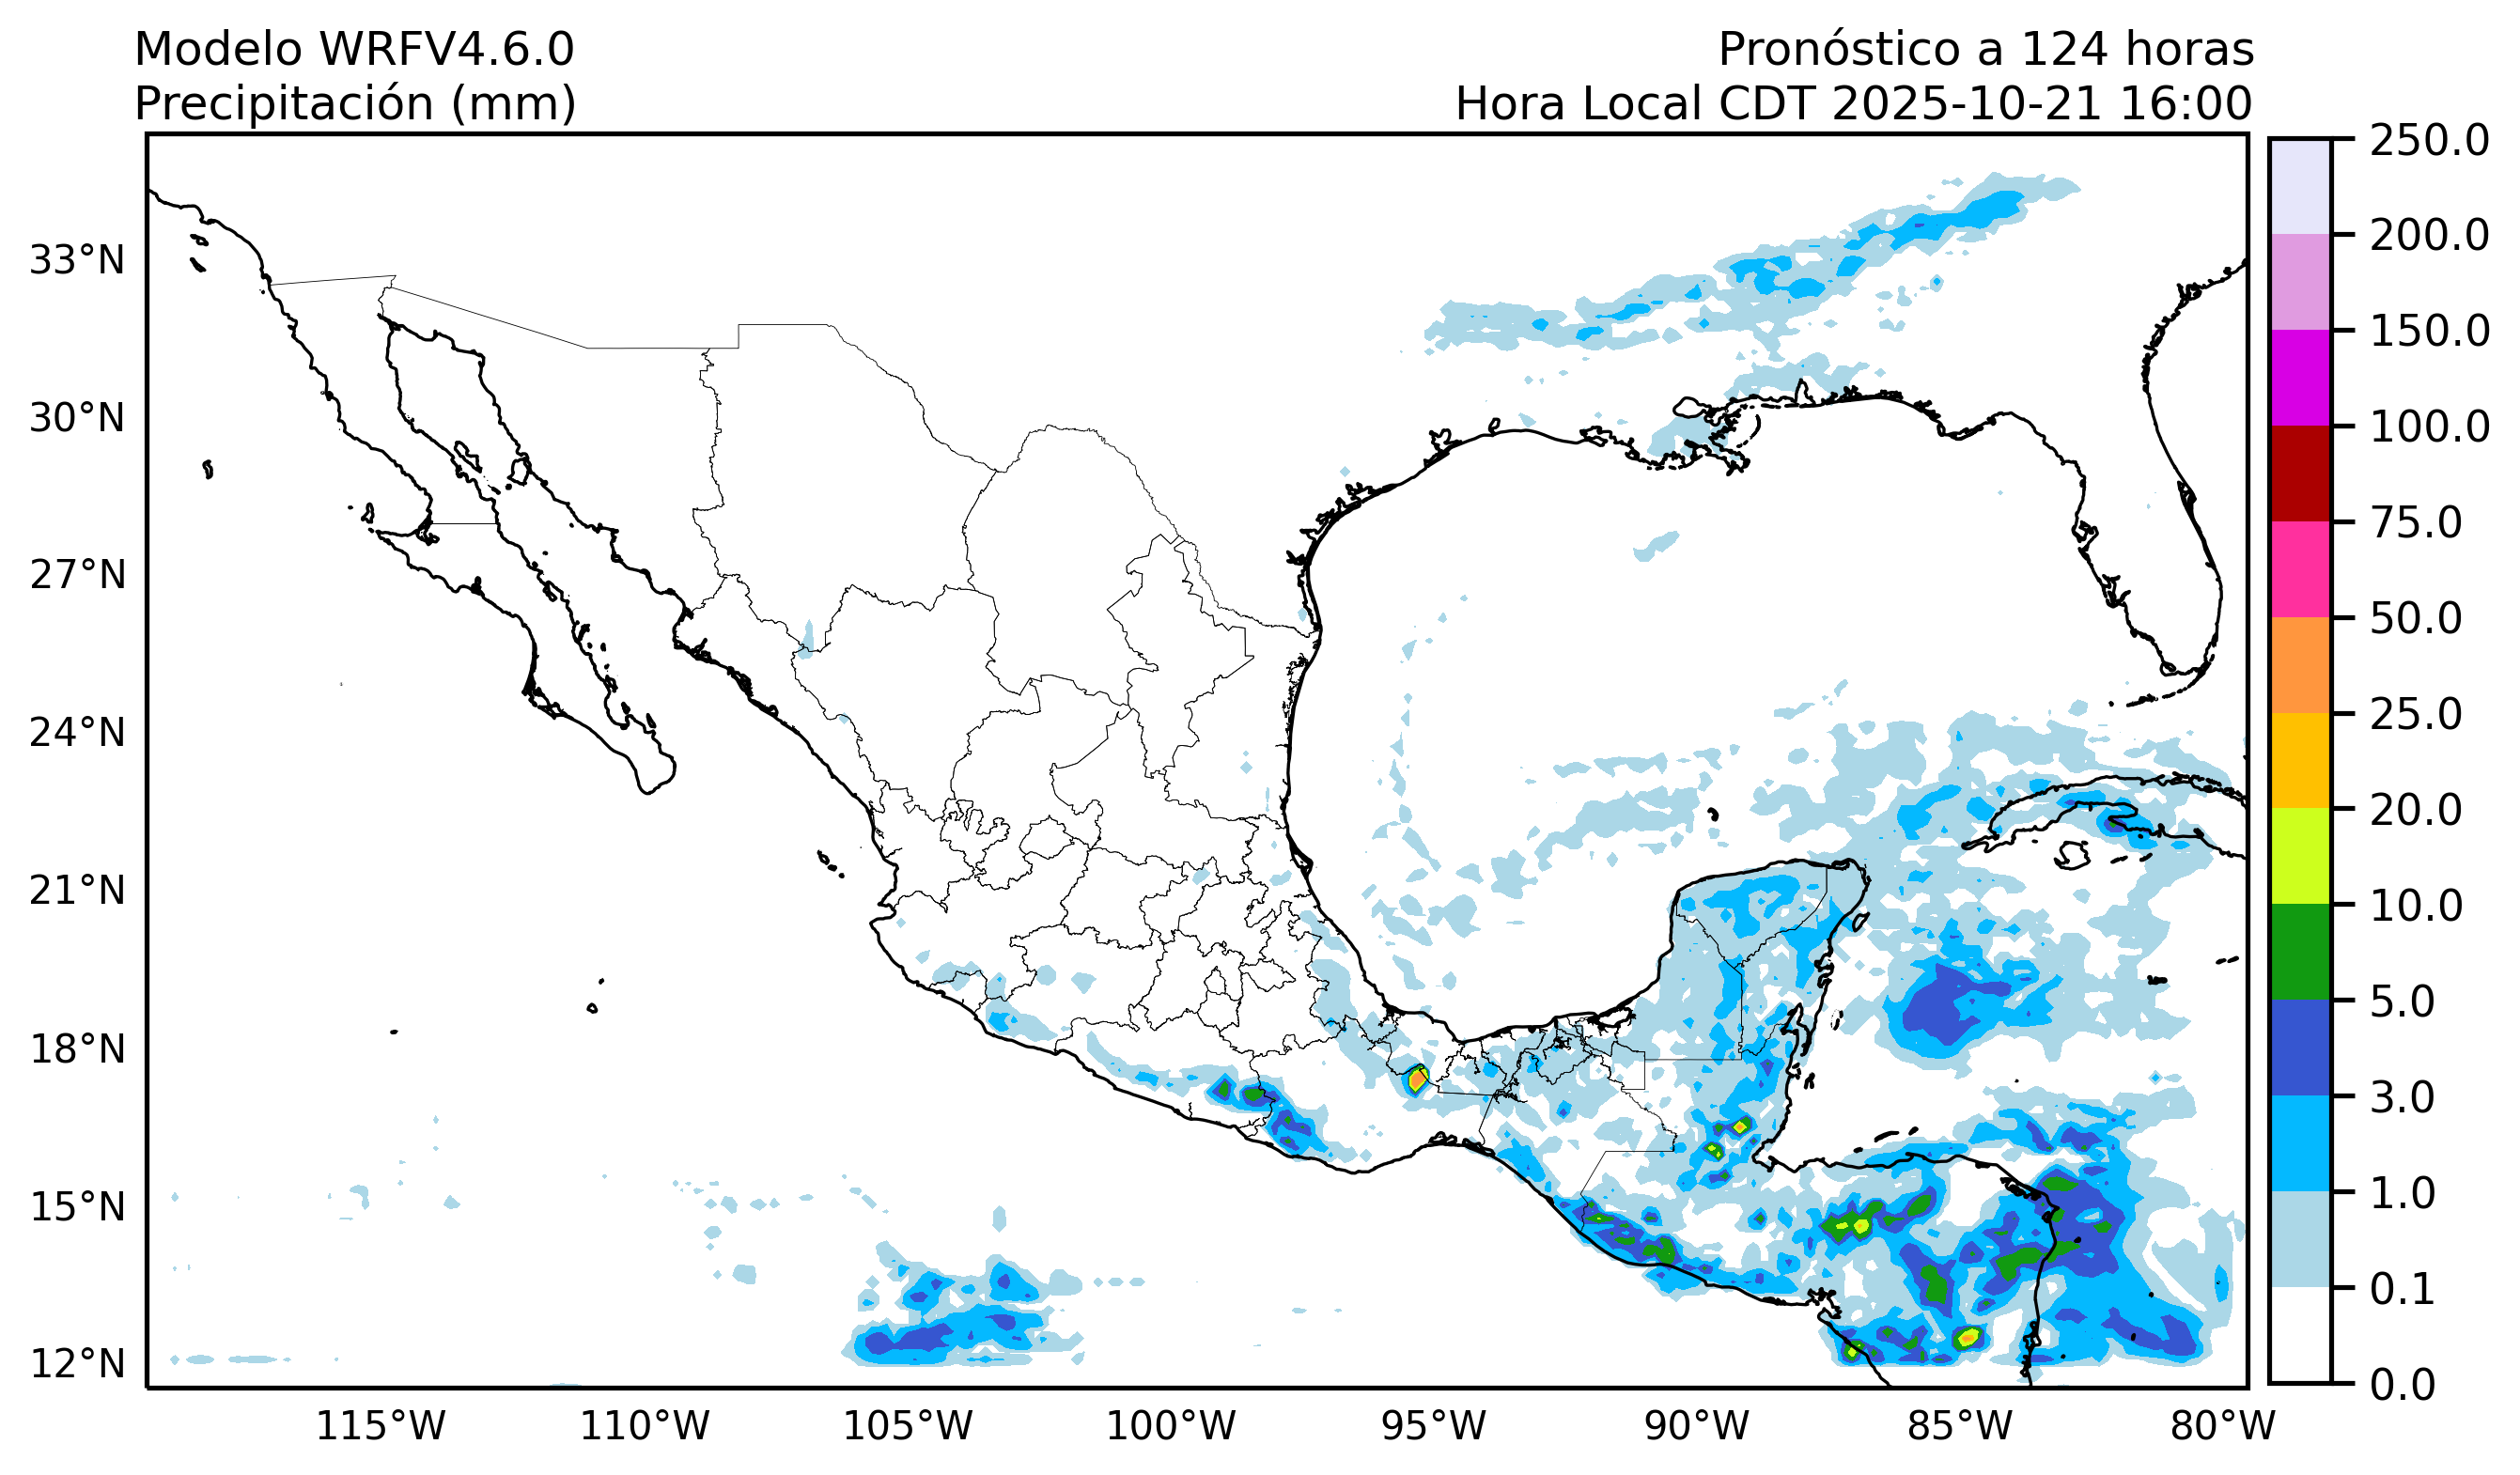 Modelo WRFV4.6.0
Precipitación (mm)
Pronóstico a 124 horas
Hora Local CDT 2025-10-21 16:00
33°N
30°N
27°N
24°N
21°N
18°N
15°N
12°N
115°W
110°W
105°W
100°W
95°W
90°W
85°W
80°W
250.0
200.0
150.0
100.0
75.0
50.0
25.0
20.0
10.0
5.0
3.0
1.0
0.1
0.0